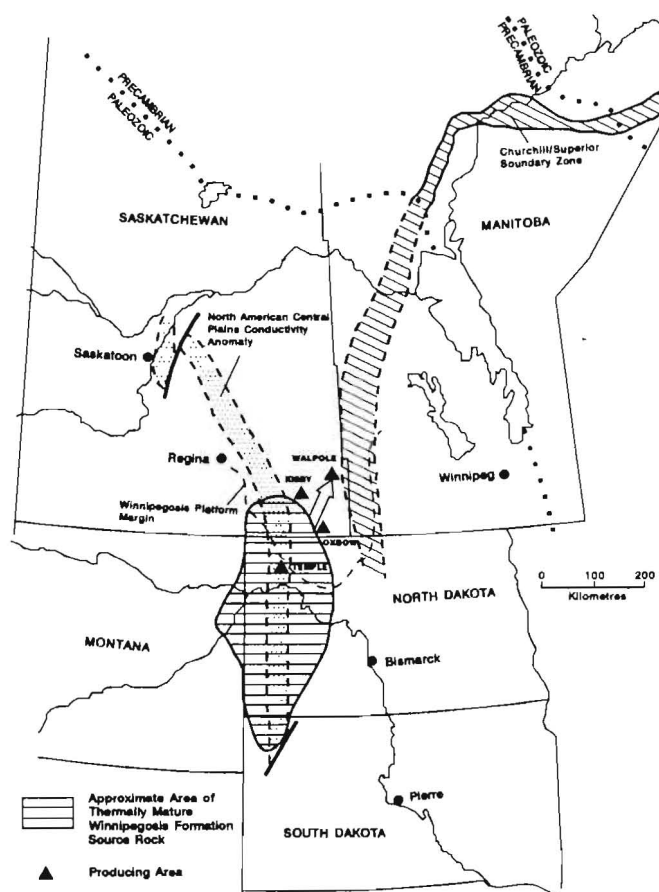 PALEOZOIC
PRECAMBRIAN
PRECAMBRIAN
PALEOZOIC
Churchill/Superior
Boundary Zone
SASKATCHEWAN
MANITOBA
North American Central
Plains Conductivity
Anomaly
Saskatoon
Regina
WALPOLE
Winnipeg
Winnipegosis Platform
Margin
OXBOW
TEMPLE
0 100 200
Kilometres
NORTH DAKOTA
MONTANA
Bismarck
Approximate Area of
Thermally Mature
Winnipegosis Formation
Source Rock
Pierre
SOUTH DAKOTA
Producing Area